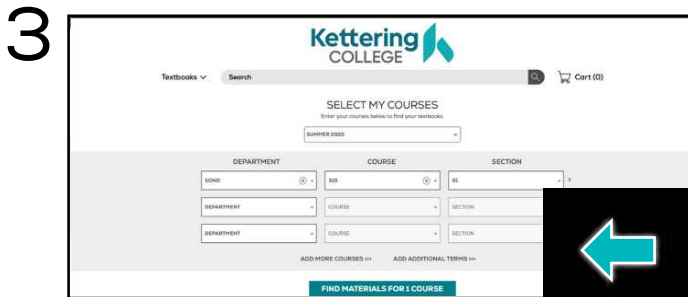 3
Kettering
COLLEGE
Textbooks Search Cart (0)
SELECT MY COURSES
Enter your courses below to find your textbooks.
SUMMER 2025
DEPARTMENT COURSE SECTION
SONO 01 x
DEPARTMENT COURSE SECTION
DEPARTMENT COURSE SECTION
ADD MORE COURSES >>> ADD ADDITIONAL TERMS >>>
FIND MATERIALS FOR 1 COURSE